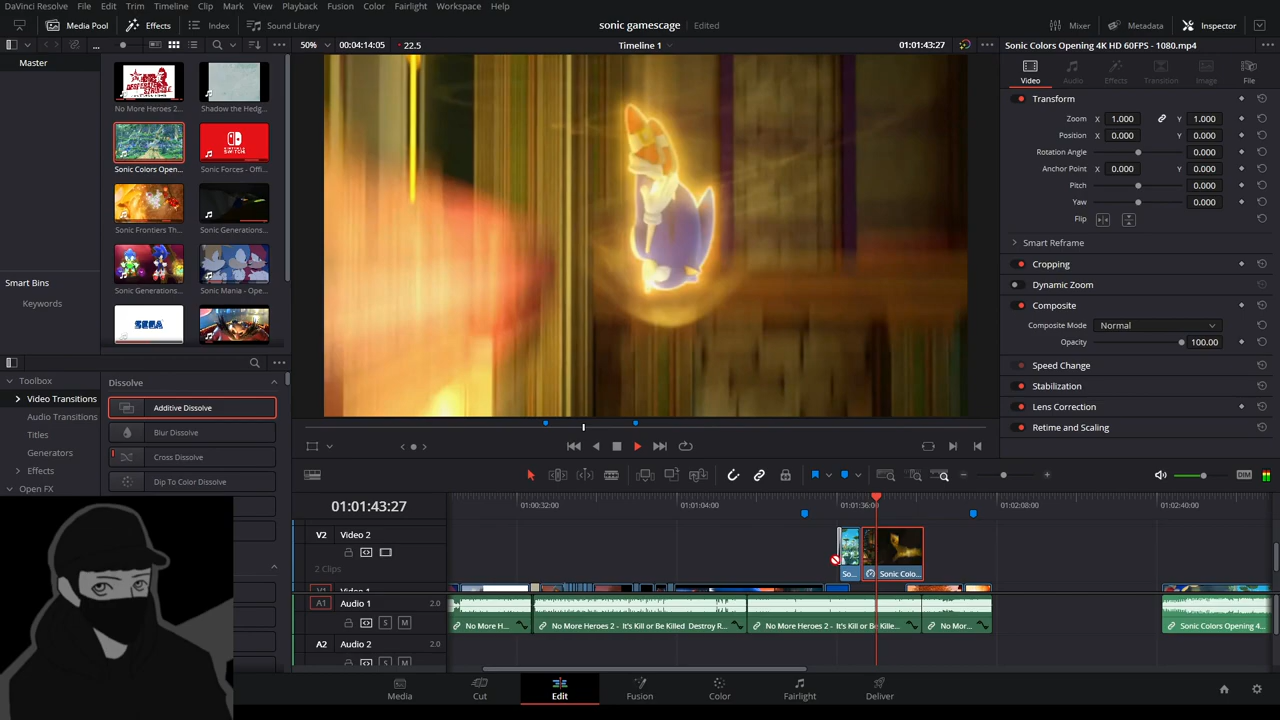 DaVinci Resolve File Edit Trim Timeline Clip Mark View Playback Fusion Color Fairlight Workspace Help
Media Pool Effects Index Sound Library sonic gamescage Edited Mixer Metadata Inspector
... 50% 00:04:14:05 22.5 Timeline 1 01:01:43:27 Sonic Colors Opening 4K HD 60FPS - 1080.mp4
Master
Video Audio Effects Transition Image File
No More Heroes 2... Shadow the Hedg...
Sonic Colors Open... Sonic Forces - Offi...
Sonic Frontiers Th... Sonic Generations...
Sonic Generations... Sonic Mania - Ope...
SEGA
Smart Bins
Keywords
Transform
Zoom X 1.000 Y 1.000
Position X 0.000 Y 0.000
Rotation Angle 0.000
Anchor Point X 0.000 Y 0.000
Pitch 0.000
Yaw 0.000
Flip
Smart Reframe
Cropping
Dynamic Zoom
Composite
Composite Mode Normal
Opacity 100.00
Speed Change
Stabilization
Lens Correction
Retime and Scaling
Toolbox
Video Transitions
Audio Transitions
Titles
Generators
Effects
Open FX
Dissolve
Additive Dissolve
Blur Dissolve
Cross Dissolve
Dip To Color Dissolve
DIM
01:01:43:27 01:00:32:00 01:01:04:00 01:01:36:00 01:02:08:00 01:02:40:00
V2 Video 2
2 Clips
So... Sonic Colo...
A1 Audio 1 2.0
S M
No More H... No More Heroes 2 - It's Kill or Be Killed Destroy R... No More Heroes 2 - It's Kill or Be Kille... No Mor... Sonic Colors Opening 4...
A2 Audio 2 2.0
Media Cut Edit Fusion Color Fairlight Deliver